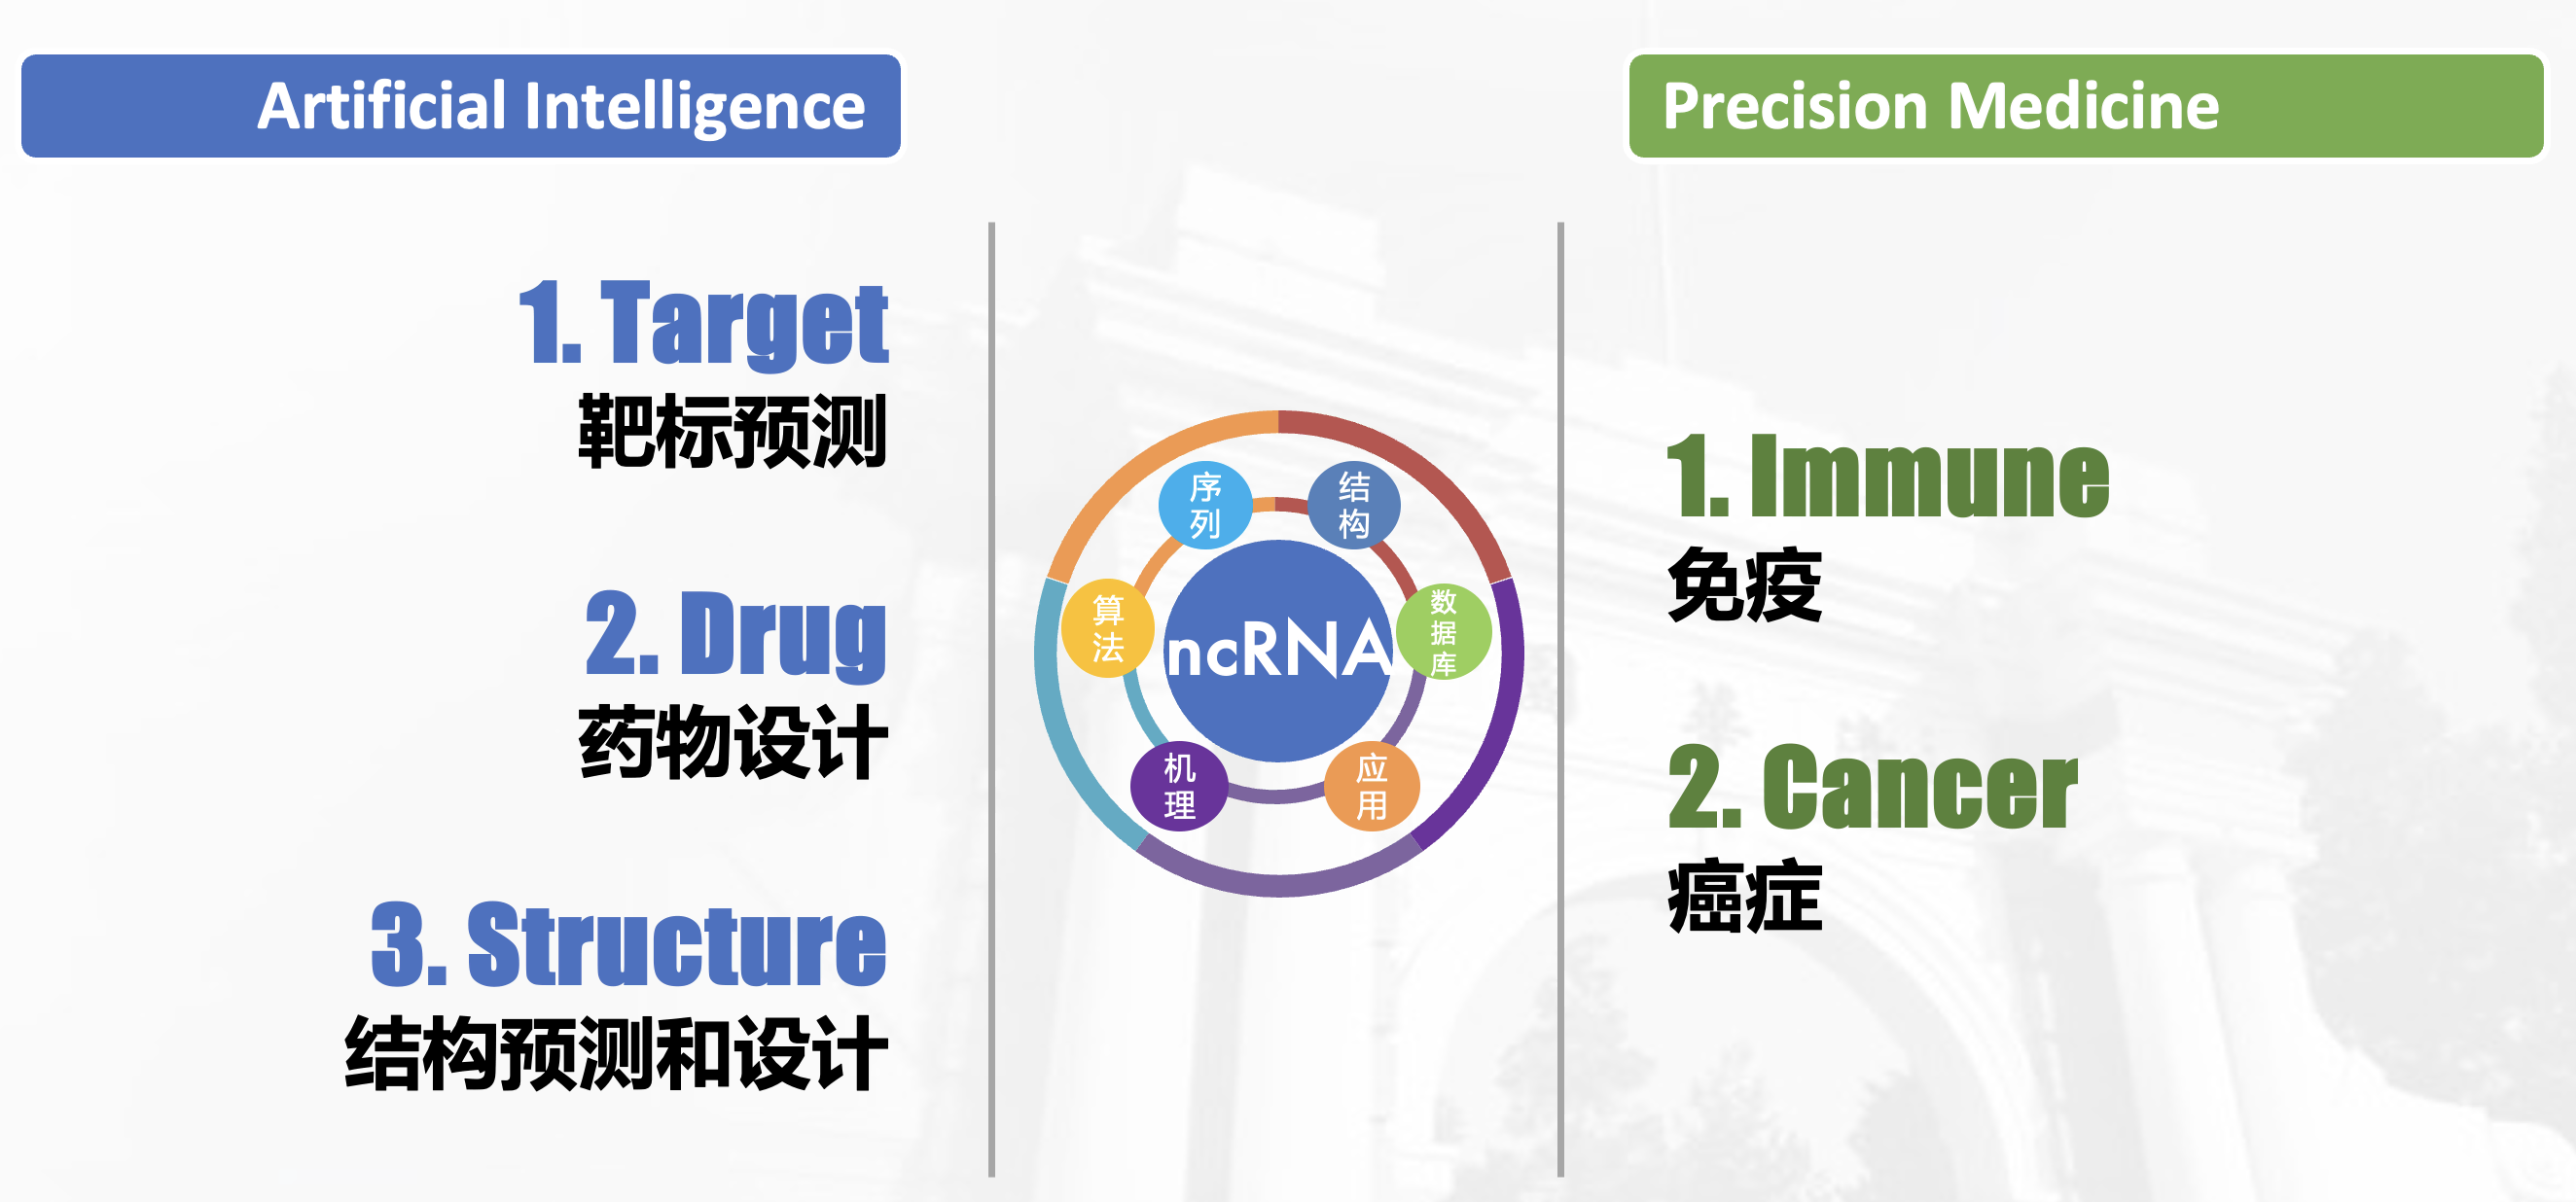 Artificial Intelligence
1. Target
靶标预测
2. Drug
药物设计
3. Structure
结构预测和设计
序
列
结
构
算
法
ncRNA
数
据
库
机
理
应
用
Precision Medicine
1. Immune
免疫
2. Cancer
癌症